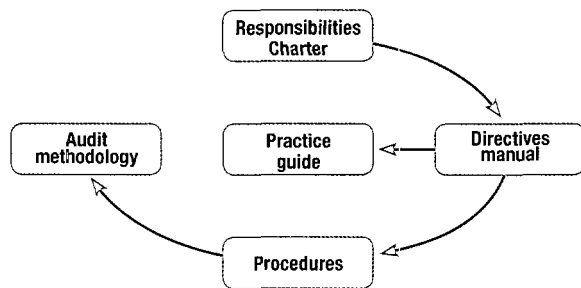 Responsibilities
Charter
Audit
methodology
Practice
guide
Directives
manual
Procedures